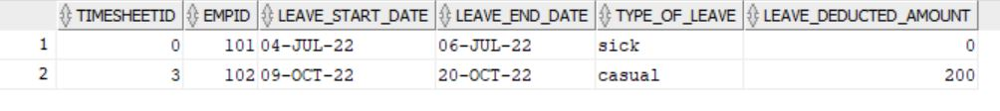 TIMESHEETID EMPID LEAVE_START_DATE LEAVE_END_DATE TYPE_OF_LEAVE LEAVE_DEDUCTED_AMOUNT
1 0 101 04-JUL-22 06-JUL-22 sick 0
2 3 102 09-OCT-22 20-OCT-22 casual 200